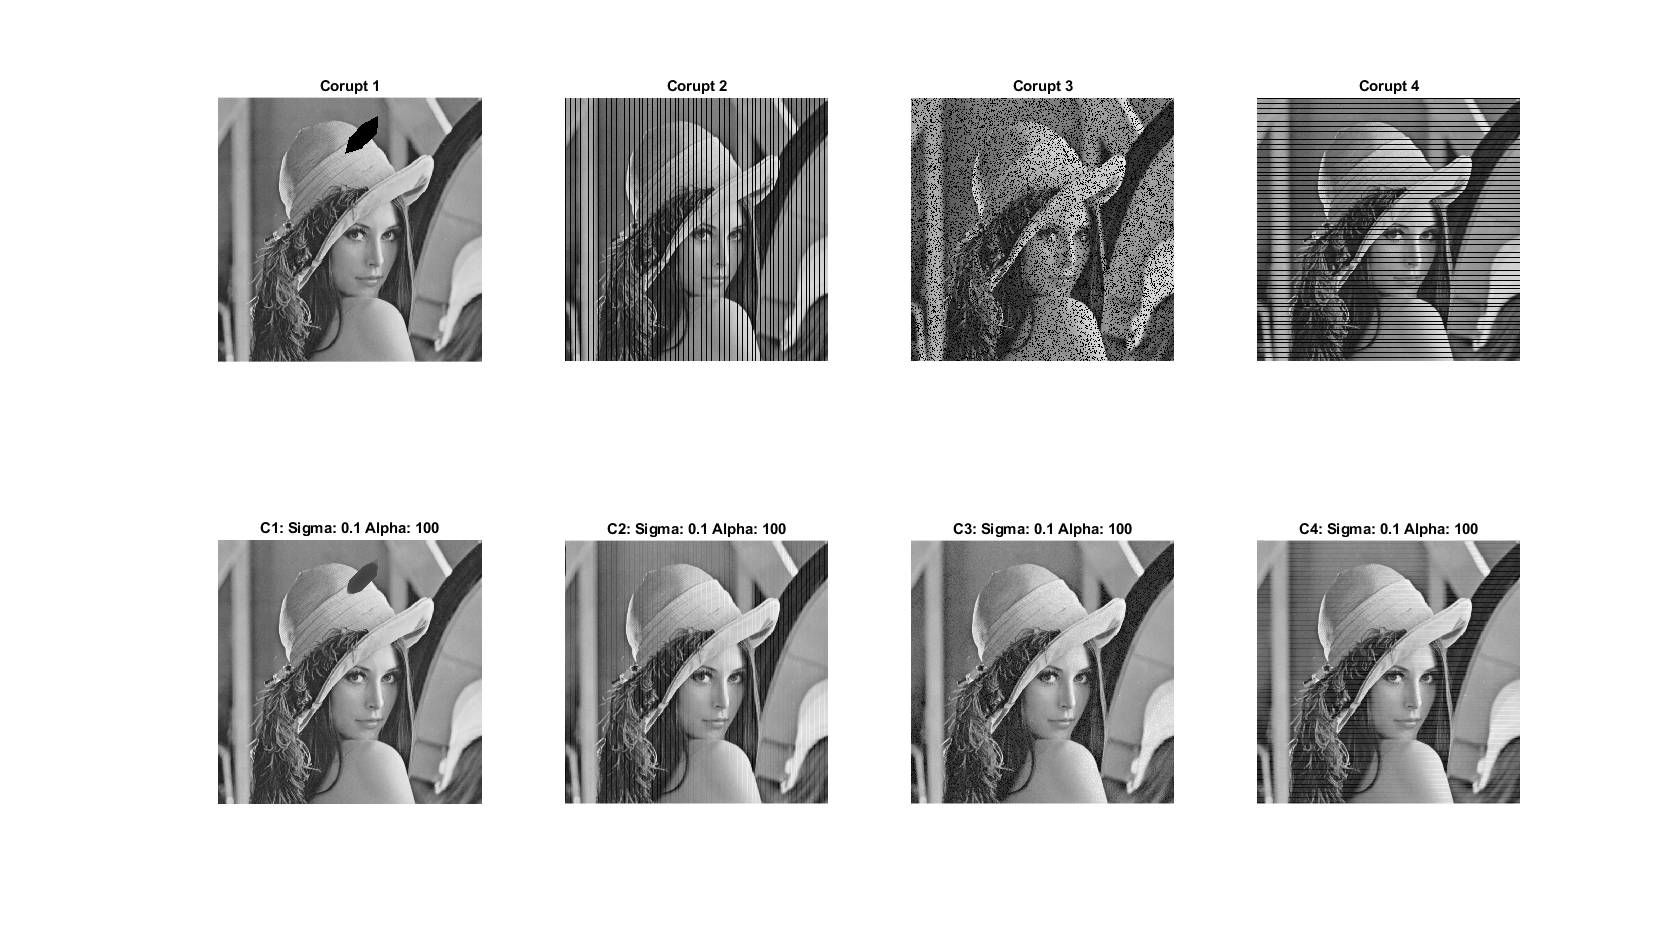 Corupt 1
Corupt 2
Corupt 3
Corupt 4
C1: Sigma: 0.1 Alpha: 100
C2: Sigma: 0.1 Alpha: 100
C3: Sigma: 0.1 Alpha: 100
C4: Sigma: 0.1 Alpha: 100